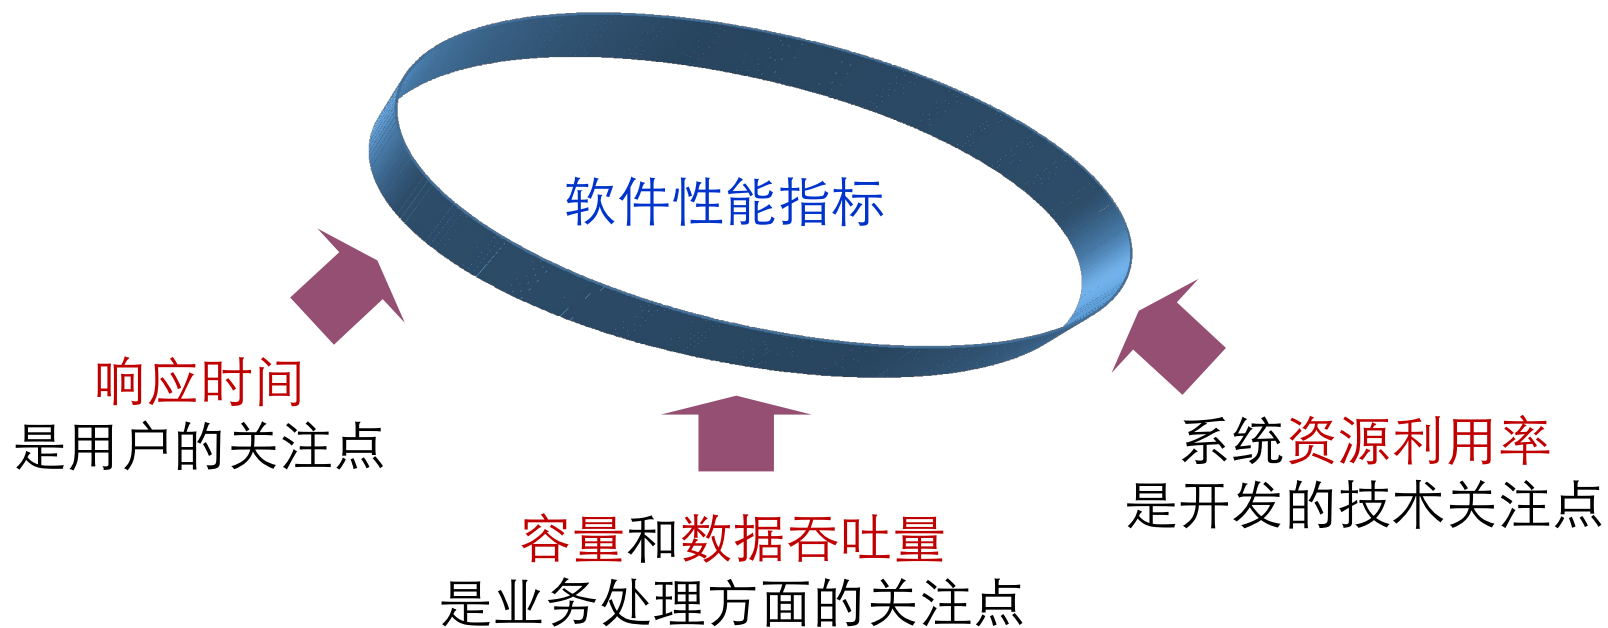 软件性能指标
响应时间
是用户的关注点
容量和数据吞吐量
是业务处理方面的关注点
系统资源利用率
是开发的技术关注点